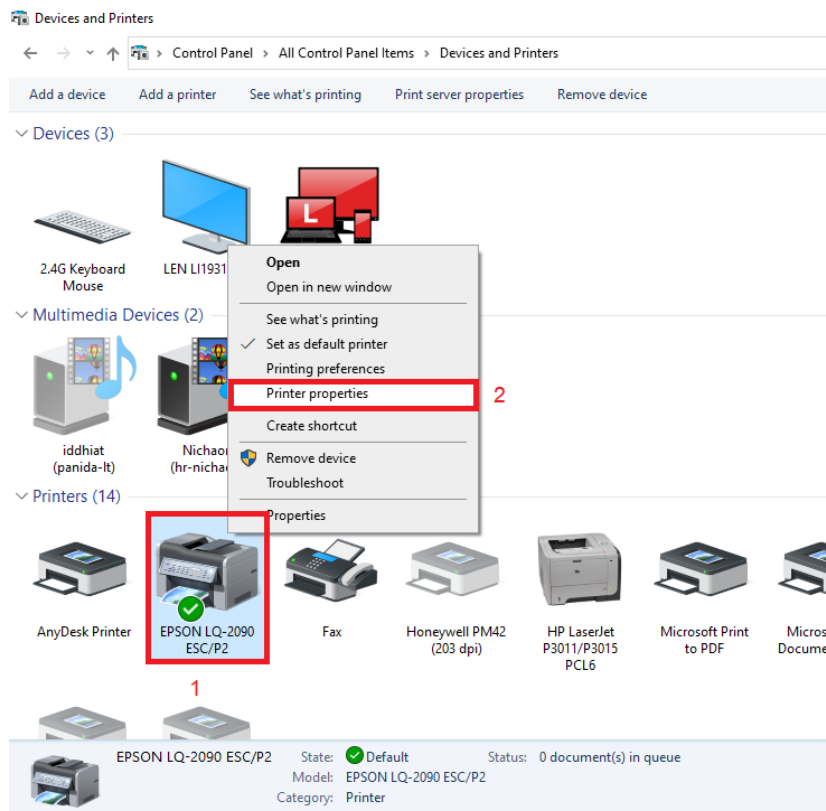 Devices and Printers
Control Panel > All Control Panel Items > Devices and Printers
Add a device Add a printer See what's printing Print server properties Remove device
Devices (3)
L
2.4G Keyboard
Mouse
LEN LI1931
Open
Open in new window
See what's printing
Set as default printer
Printing preferences
Printer properties
2
Create shortcut
Remove device
Troubleshoot
Properties
Multimedia Devices (2)
iddhiat
(panida-lt)
Nichaor
(hr-nicha
Printers (14)
AnyDesk Printer
EPSON LQ-2090
ESC/P2
Fax
Honeywell PM42
(203 dpi)
HP LaserJet
P3011/P3015
PCL6
Microsoft Print
to PDF
Micros
Docume
1
EPSON LQ-2090 ESC/P2 State: Default Status: 0 document(s) in queue
Model: EPSON LQ-2090 ESC/P2
Category: Printer